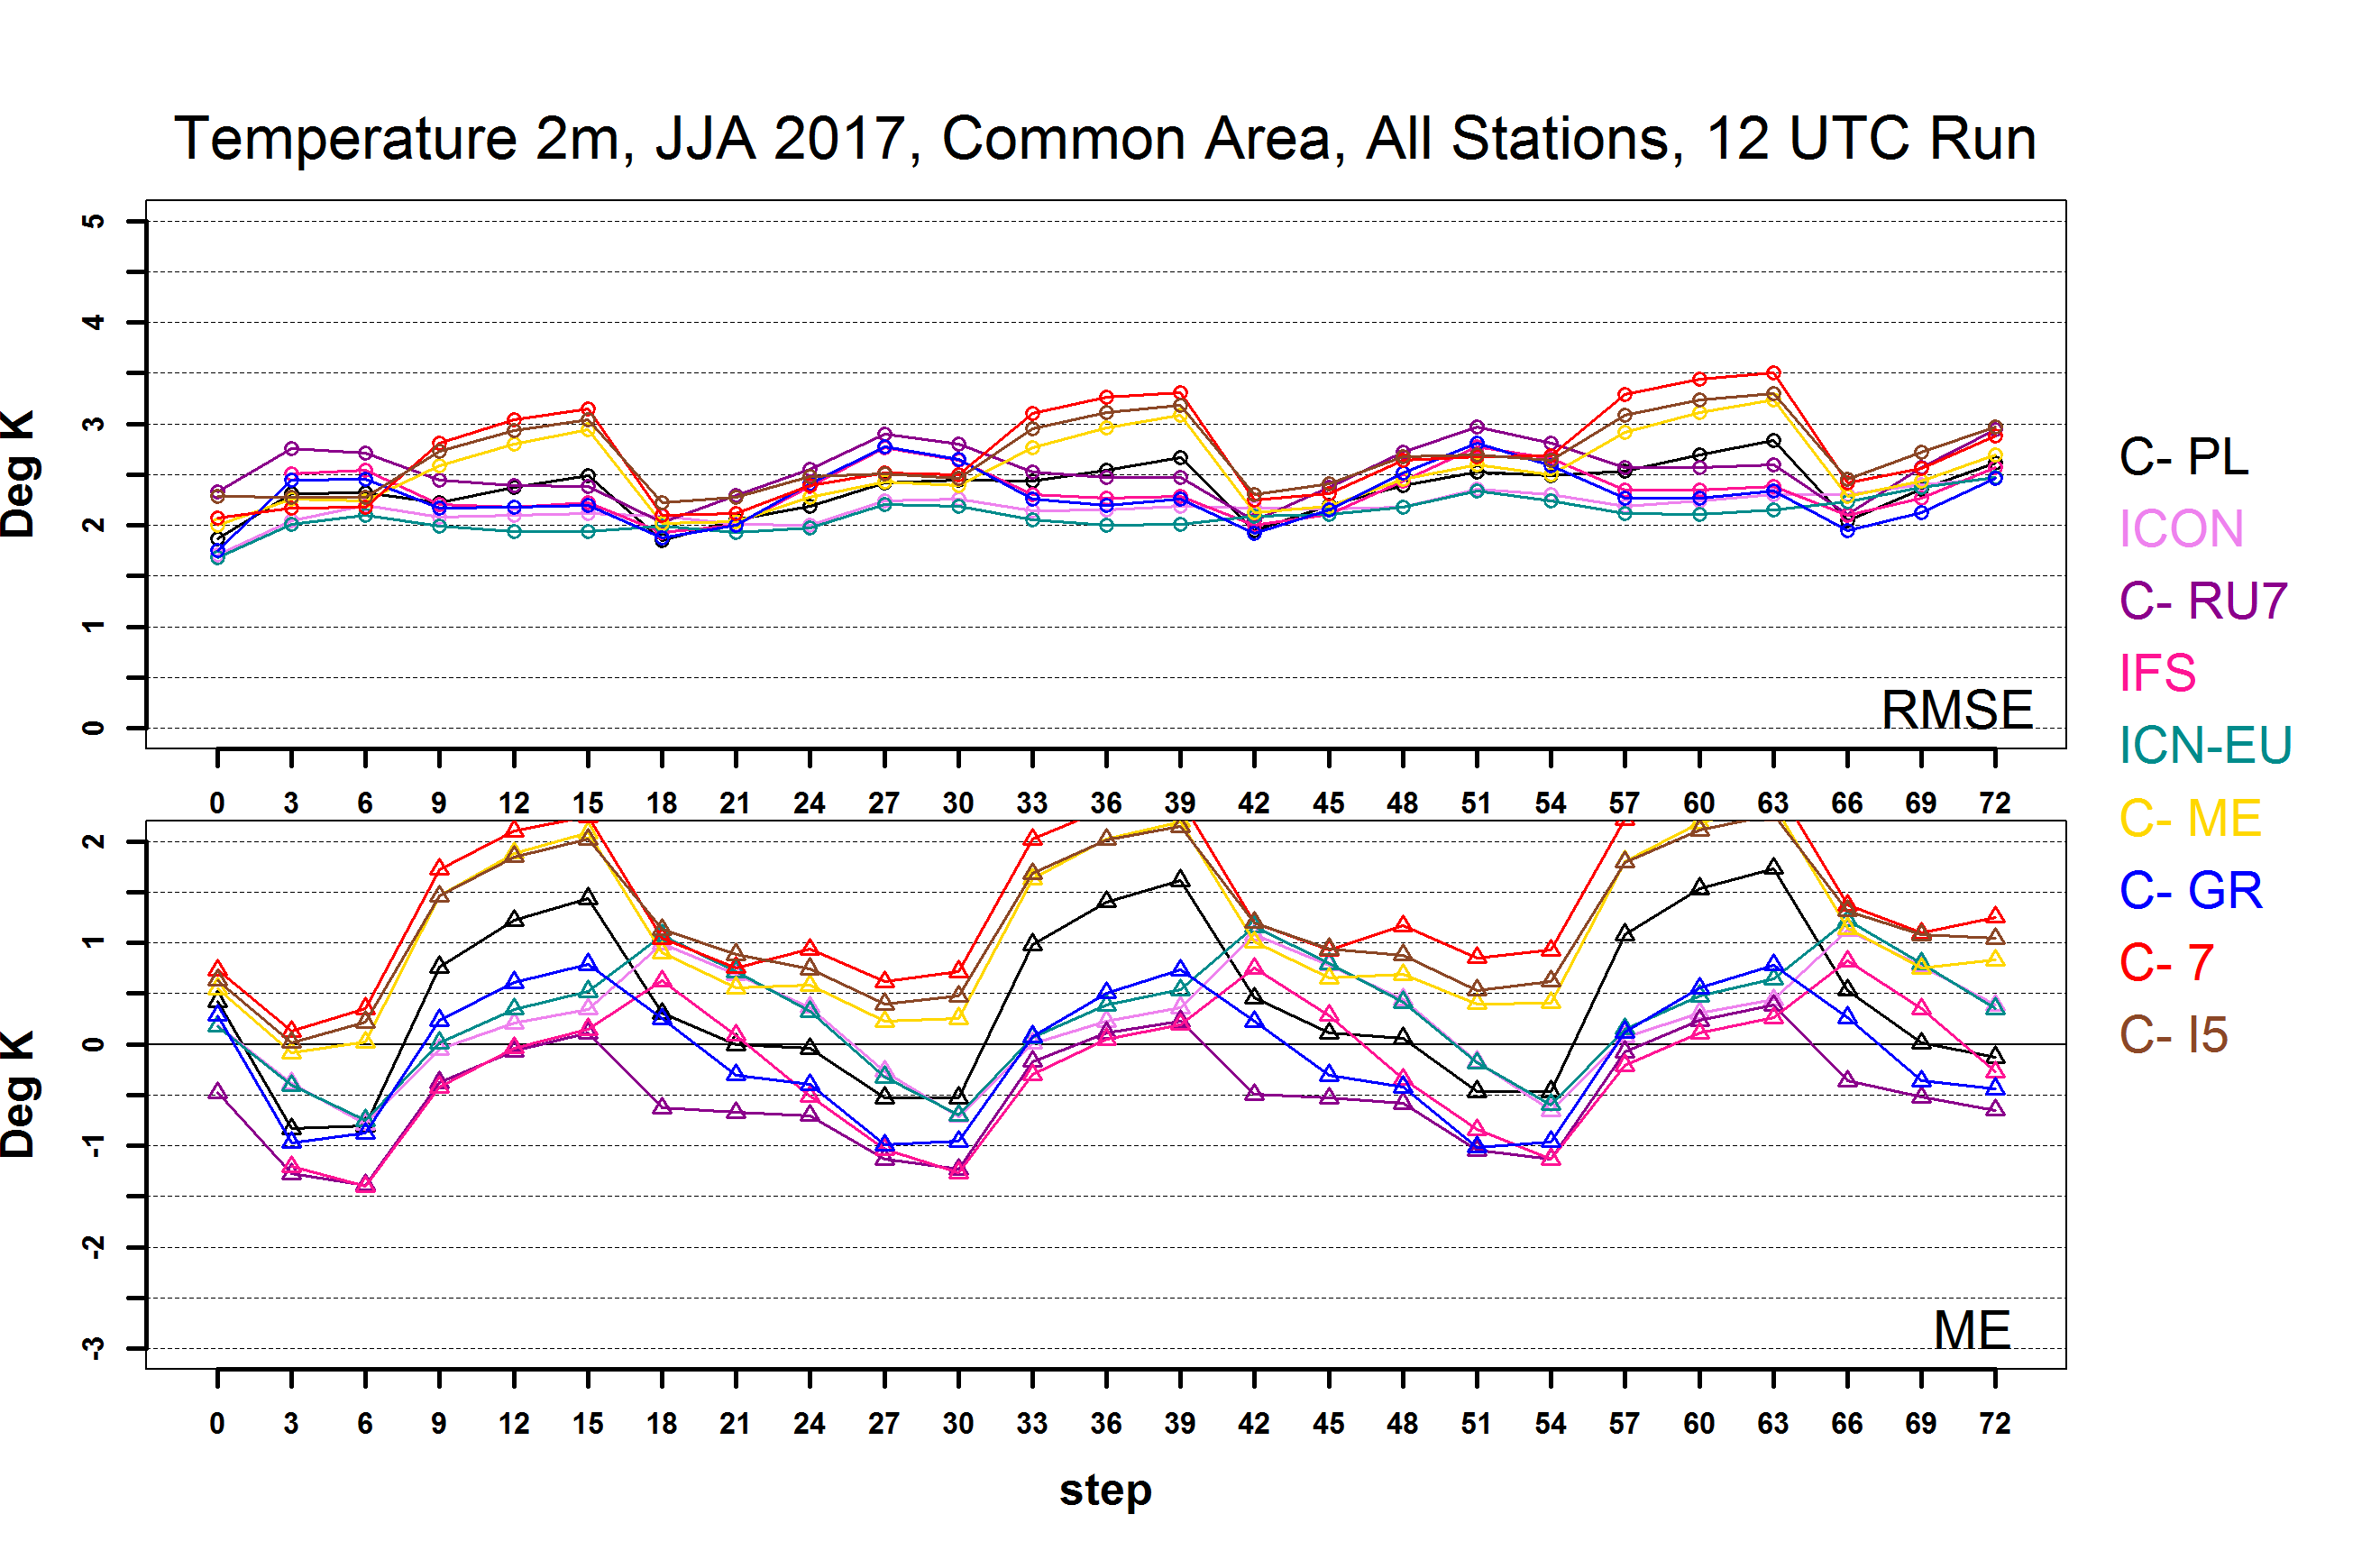 Temperature 2m, JJA 2017, Common Area, All Stations, 12 UTC Run
Deg K
5
4
3
2
1
0
RMSE
0 3 6 9 12 15 18 21 24 27 30 33 36 39 42 45 48 51 54 57 60 63 66 69 72
Deg K
2
1
0
-1
-2
-3
ME
0 3 6 9 12 15 18 21 24 27 30 33 36 39 42 45 48 51 54 57 60 63 66 69 72
step
C- PL
ICON
C- RU7
IFS
ICN-EU
C- ME
C- GR
C- 7
C- I5